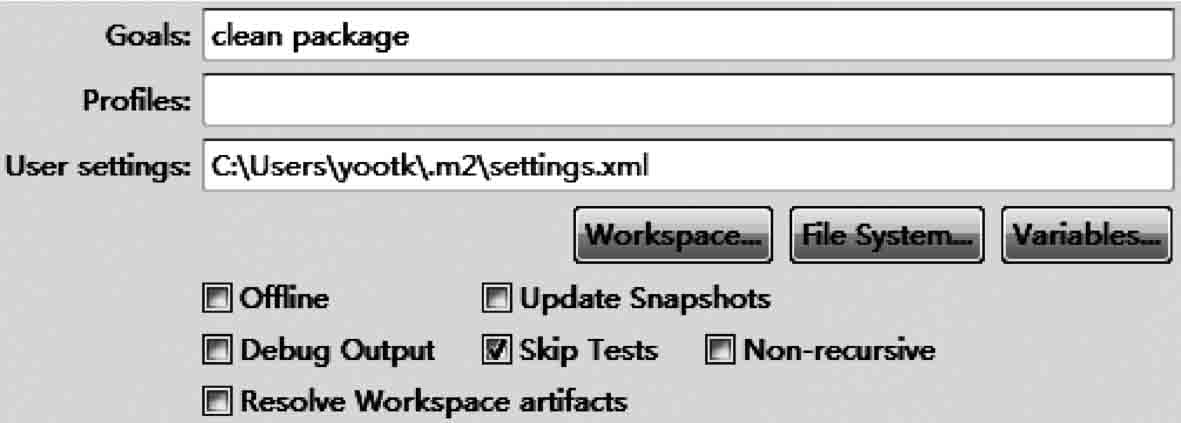 Goals: clean package
Profiles:
User settings: C:\Users\yootk\.m2\settings.xml
Workspace... File System... Variables...
Offline Update Snapshots
Debug Output Skip Tests Non-recursive
Resolve Workspace artifacts